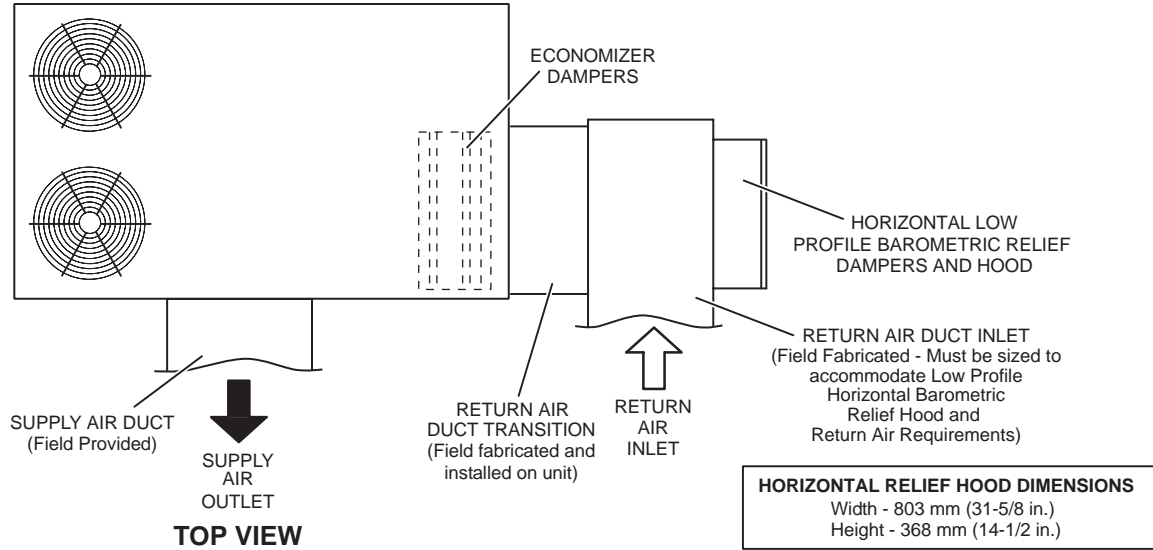 ECONOMIZER
DAMPERS
HORIZONTAL LOW
PROFILE BAROMETRIC RELIEF
DAMPERS AND HOOD
SUPPLY AIR DUCT
(Field Provided)
SUPPLY
AIR
OUTLET
RETURN AIR
DUCT TRANSITION
(Field fabricated and
installed on unit)
RETURN
AIR
INLET
RETURN AIR DUCT INLET
(Field Fabricated - Must be sized to
accommodate Low Profile
Horizontal Barometric
Relief Hood and
Return Air Requirements)
TOP VIEW
HORIZONTAL RELIEF HOOD DIMENSIONS
Width - 803 mm (31-5/8 in.)
Height - 368 mm (14-1/2 in.)